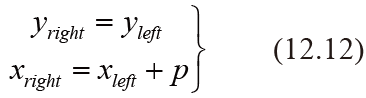 y_right = y_left
x_right = x_left + p } (12.12)